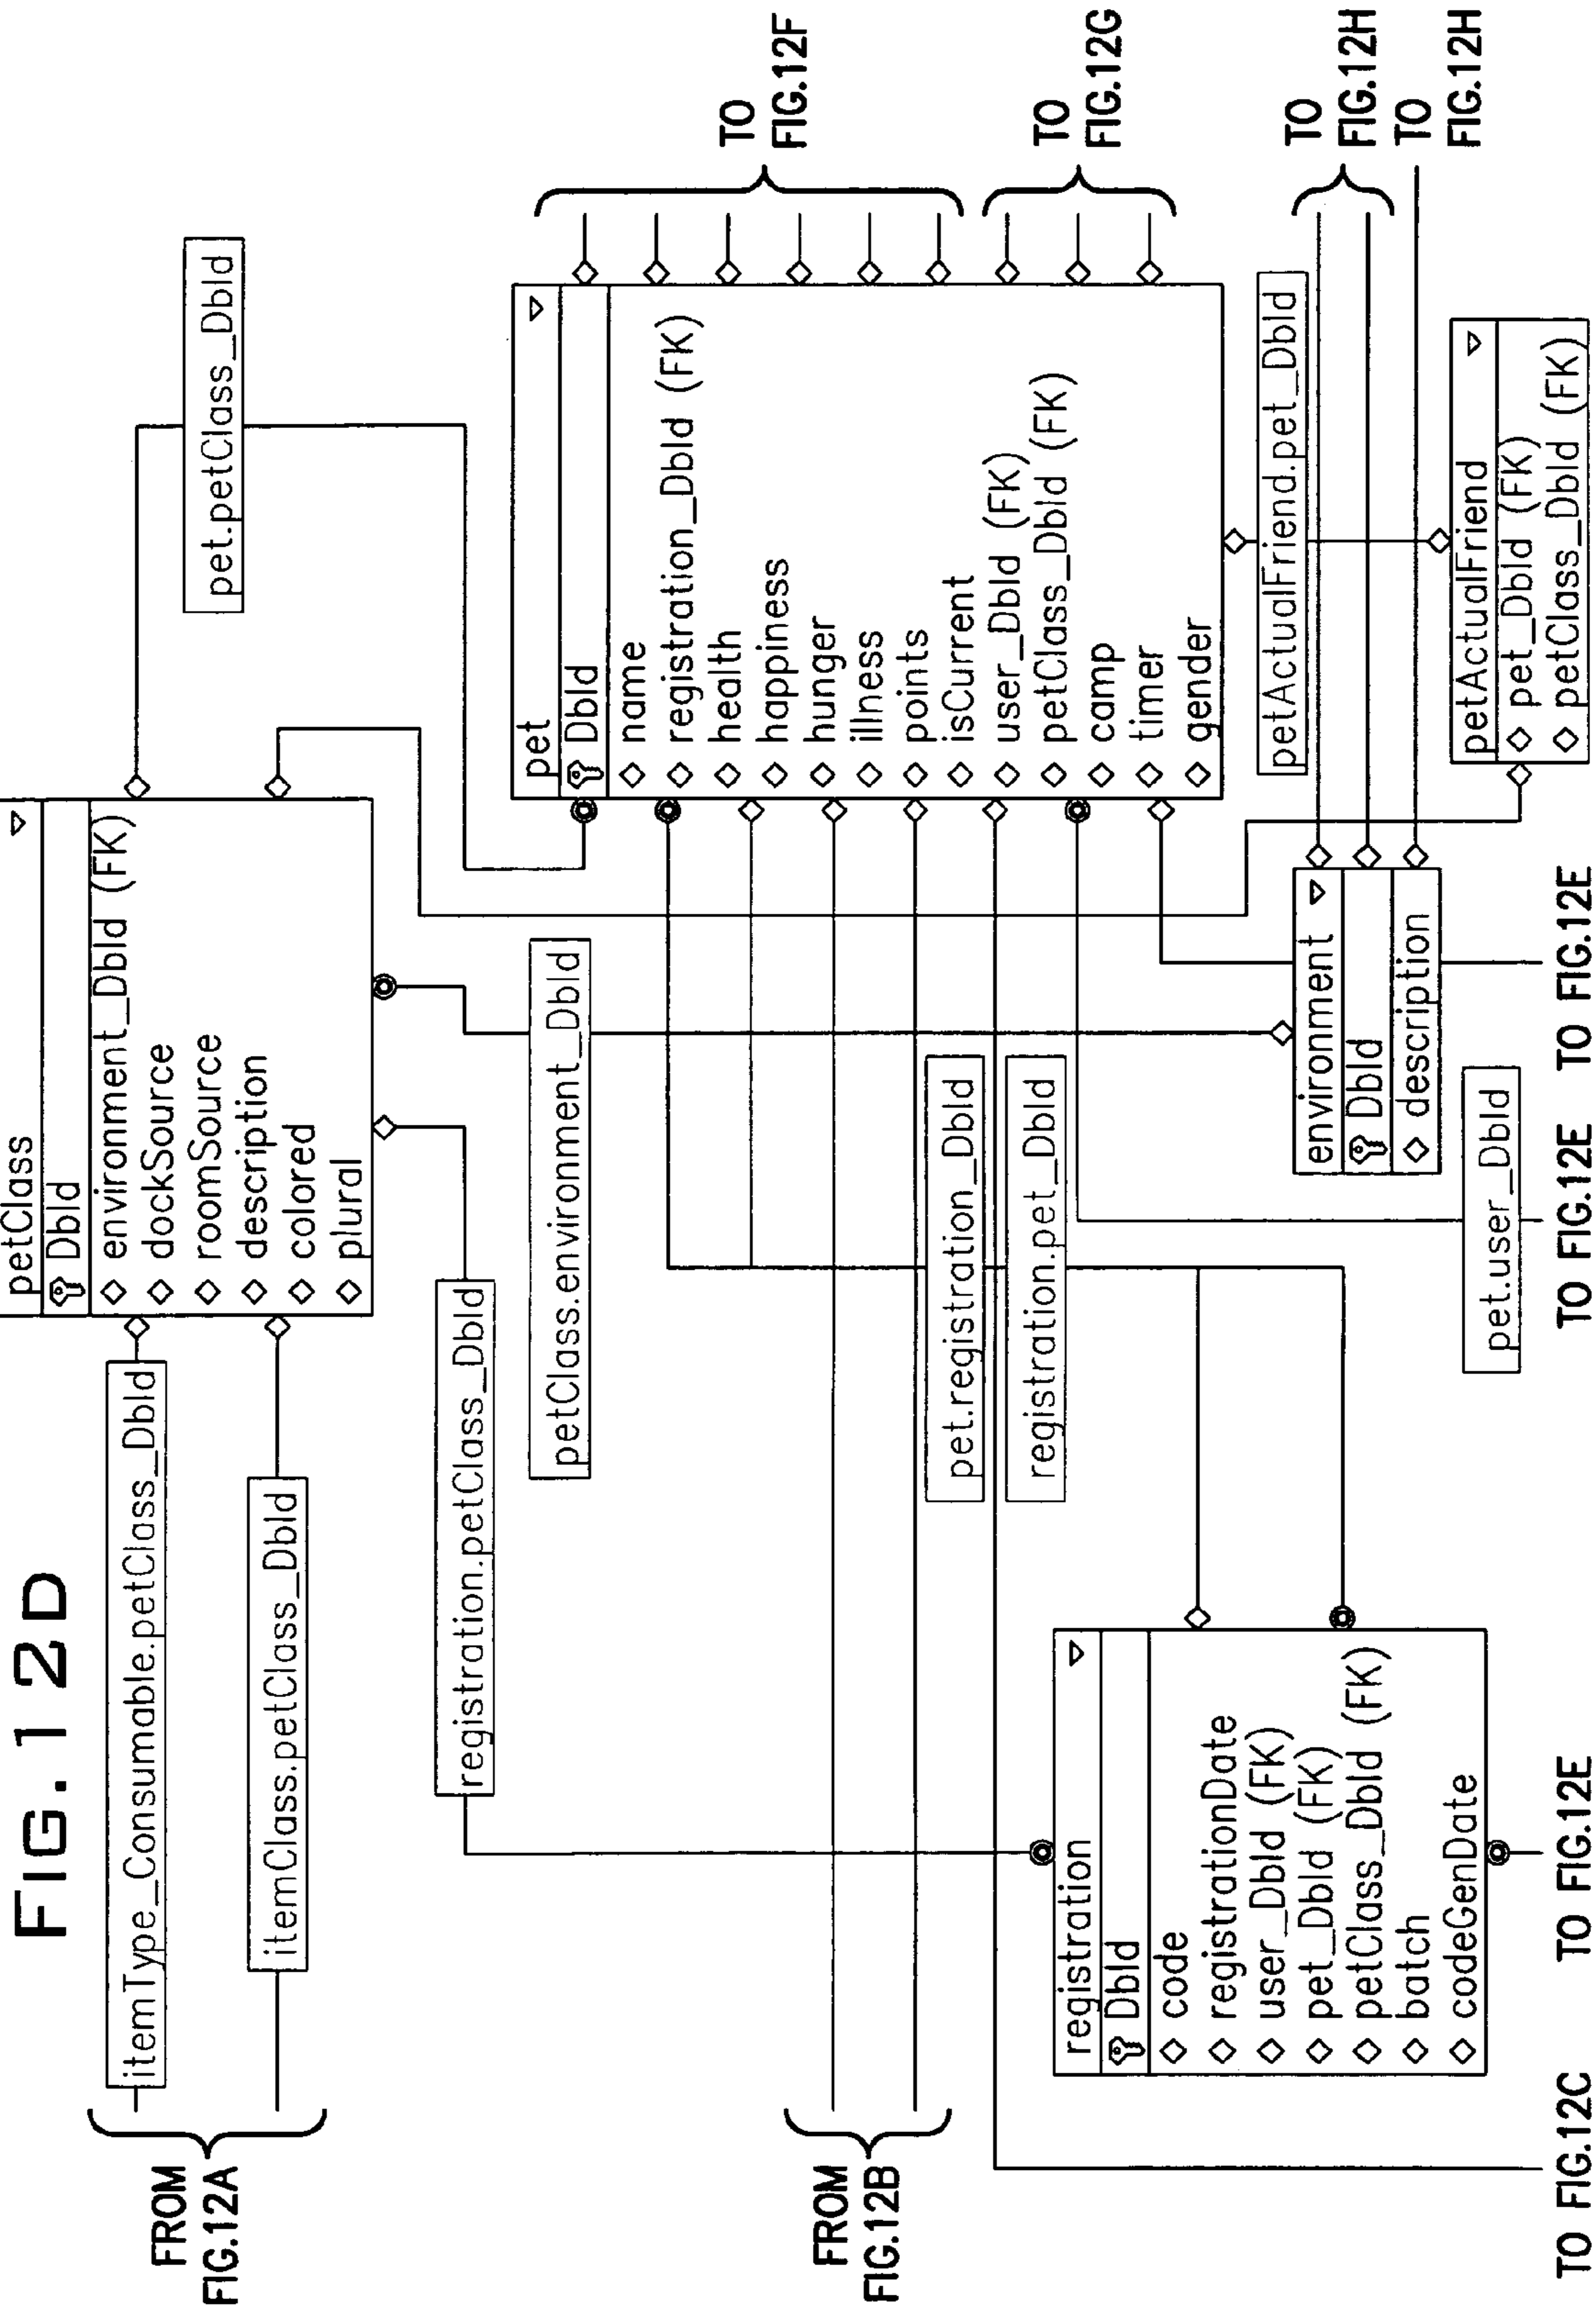 FIG.12D
petClass
DbId
environment_DbId (FK)
dockSource
roomSource
description
colored
plural
itemType_Consumable.petClass_DbId
itemClass.petClass_DbId
FROM
FIG.12A
pet.petClass_DbId
registration.petClass_DbId
petClass.environment_DbId
pet
DbId
name
registration_DbId (FK)
health
happiness
hunger
illness
points
isCurrent
user_DbId (FK)
petClass_DbId (FK)
camp
timer
gender
TO
FIG.12F
TO
FIG.12G
FROM
FIG.12B
pet.registration_DbId
registration.pet_DbId
petActualFriend.pet_DbId
registration
DbId
code
registrationDate
user_DbId (FK)
pet_DbId (FK)
petClass_DbId (FK)
batch
codeGenDate
environment
DbId
description
TO
FIG.12H
TO
FIG.12H
petActualFriend
pet_DbId (FK)
petClass_DbId (FK)
pet.user_DbId
TO FIG.12C
TO FIG.12E
TO FIG.12E
TO FIG.12E